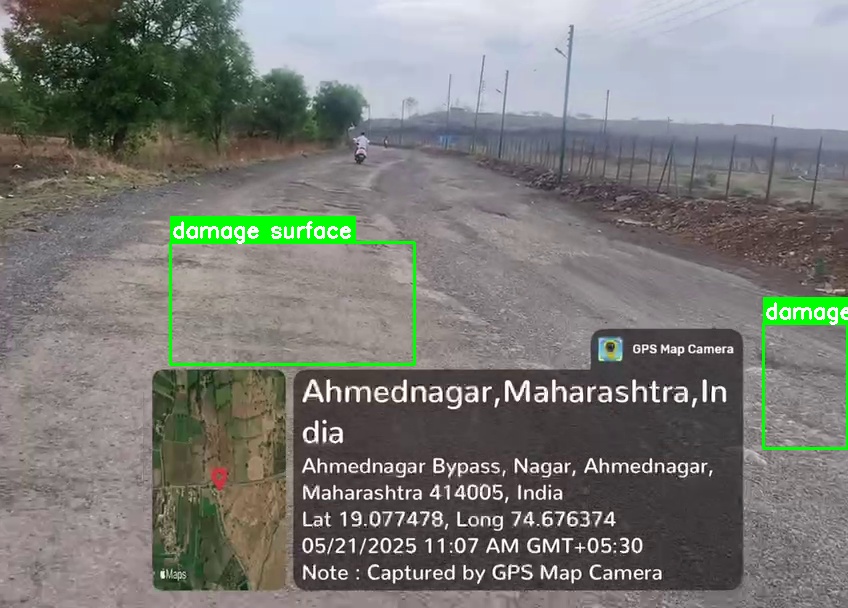 damage surface
damage
GPS Map Camera
Ahmednagar,Maharashtra,In
dia
Ahmednagar Bypass, Nagar, Ahmednagar,
Maharashtra 414005, India
Lat 19.077478, Long 74.676374
05/21/2025 11:07 AM GMT+05:30
Note : Captured by GPS Map Camera
Maps